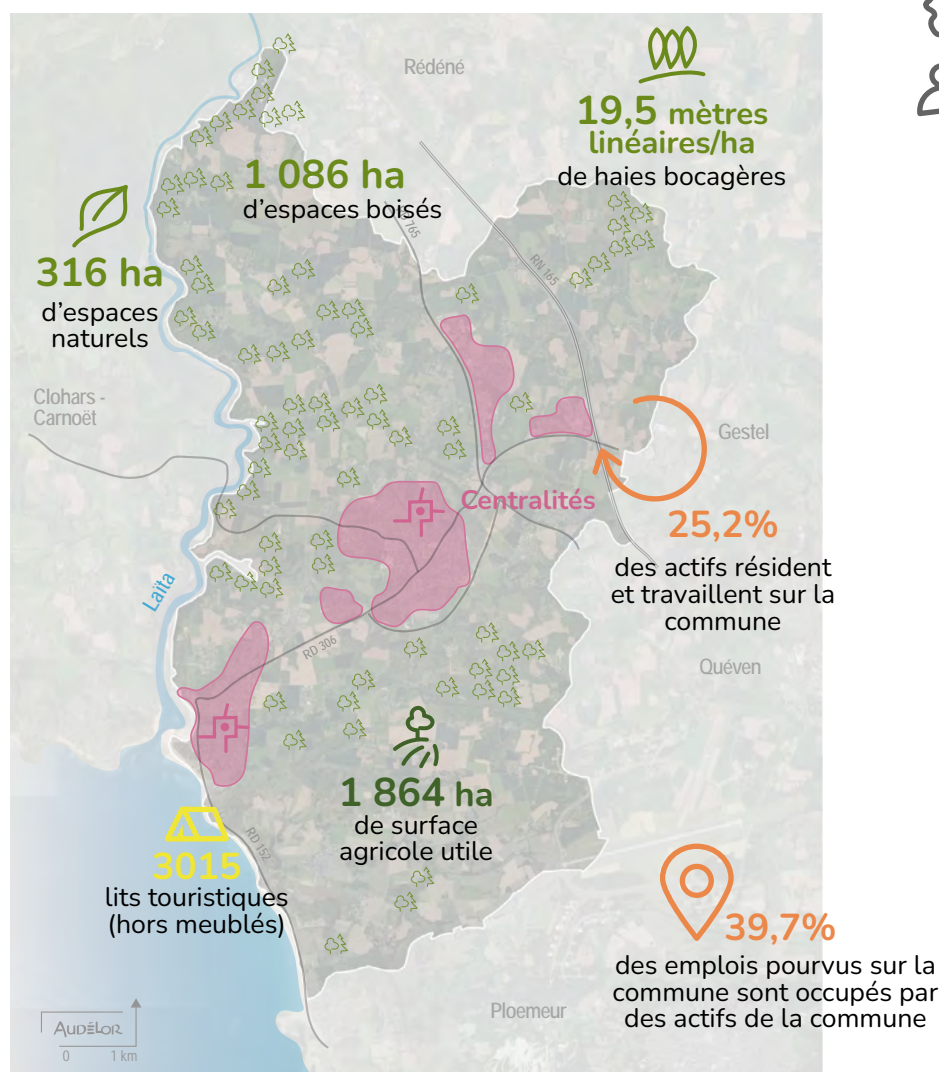 Rédéné
19,5 mètres
linéaires/ha
de haies bocagères
1 086 ha
d'espaces boisés
RD 765
RN 165
316 ha
d'espaces
naturels
Clohars -
Carnoët
Gestel
Centralités
25,2%
des actifs résident
et travaillent sur la
commune
Laïta
RD 306
Quéven
1 864 ha
de surface
agricole utile
3015
lits touristiques
(hors meublés)
RD 152
39,7%
des emplois pourvus sur la
commune sont occupés par
des actifs de la commune
Ploemeur
AUDÉLOR
0 1 km